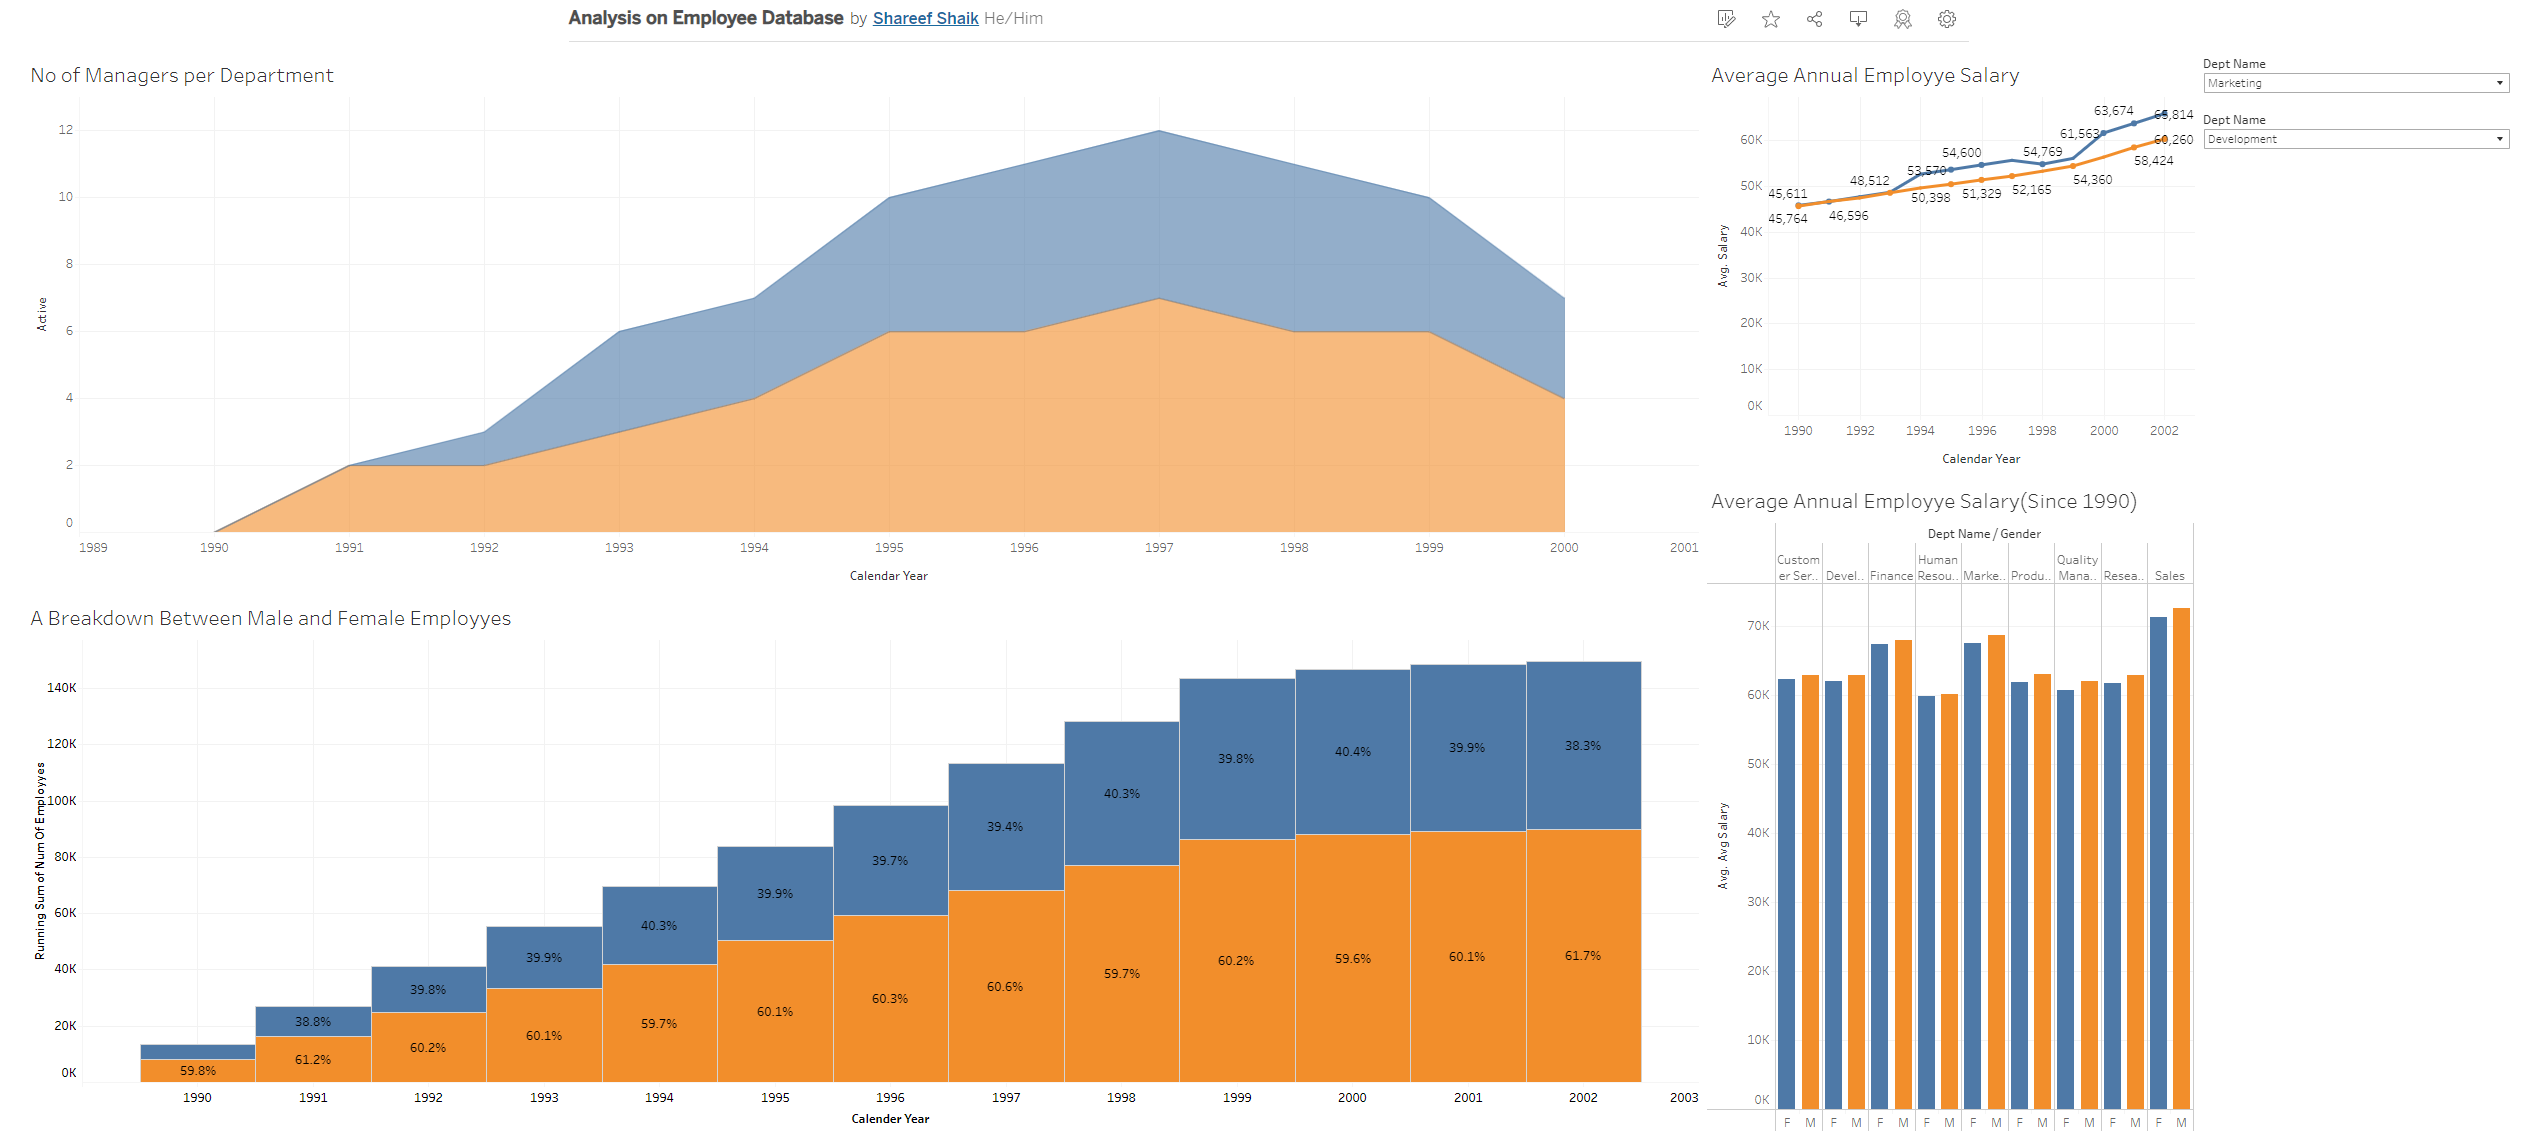 Analysis on Employee Database by Shareef Shaik He/Him
No of Managers per Department
12
10
8
6
4
2
0
Active
1989 1990 1991 1992 1993 1994 1995 1996 1997 1998 1999 2000 2001
Calendar Year
Average Annual Employye Salary
60K
50K
40K
30K
20K
10K
0K
Avg. Salary
45,611
45,764
46,596
48,512
53,570
50,398
54,600
51,329
52,165
54,769
54,360
61,563
63,674
58,424
65,814
60,260
1990 1992 1994 1996 1998 2000 2002
Calendar Year
Dept Name
Marketing
Dept Name
Development
A Breakdown Between Male and Female Employyes
140K
120K
100K
80K
60K
40K
20K
0K
Running Sum of Num Of Employyes
38.8% 39.8% 39.9% 40.3% 39.9% 39.7% 39.4% 40.3% 39.8% 40.4% 39.9% 38.3%
59.8% 61.2% 60.2% 60.1% 59.7% 60.1% 60.3% 60.6% 59.7% 60.2% 59.6% 60.1% 61.7%
1990 1991 1992 1993 1994 1995 1996 1997 1998 1999 2000 2001 2002 2003
Calender Year
Average Annual Employye Salary(Since 1990)
Dept Name / Gender
Custom Human Quality
er Ser.. Devel.. Finance Resou.. Marke.. Produ.. Mana.. Resea.. Sales
70K
60K
50K
40K
30K
20K
10K
0K
Avg. Avg Salary
F M F M F M F M F M F M F M F M F M